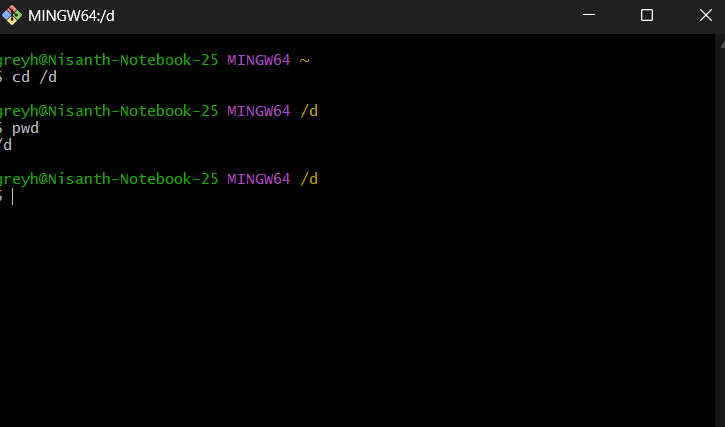 MINGW64:/d
greyh@Nisanth-Notebook-25 MINGW64 ~
$ cd /d
greyh@Nisanth-Notebook-25 MINGW64 /d
$ pwd
/d
greyh@Nisanth-Notebook-25 MINGW64 /d
$